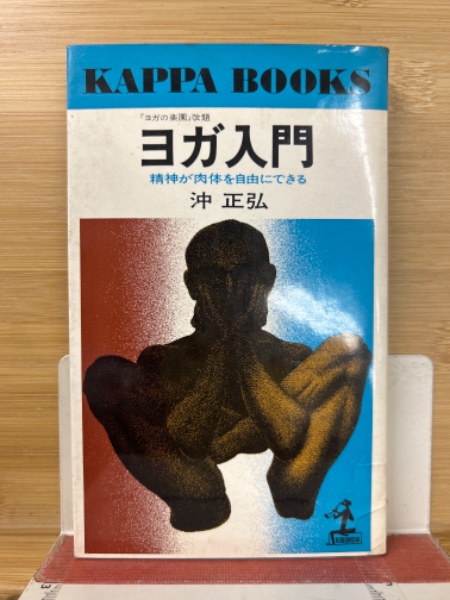 KAPPA BOOKS
『ヨガの楽園』改題
ヨガ入門
精神が肉体を自由にできる
沖 正弘
KOBUNSHA